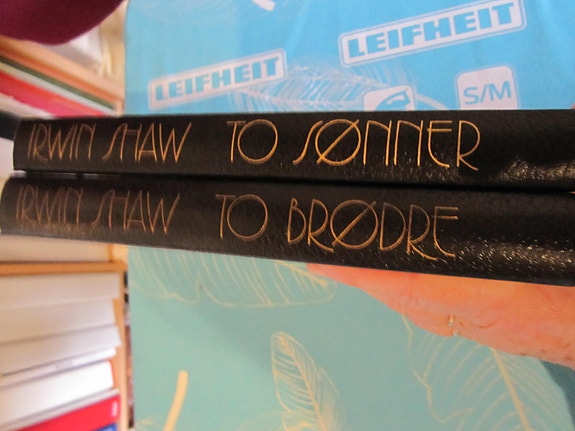 LEIFHEIT
LEIFHEIT
S/M
IRWIN SHAW TO SØNNER
IRWIN SHAW TO BRØDRE